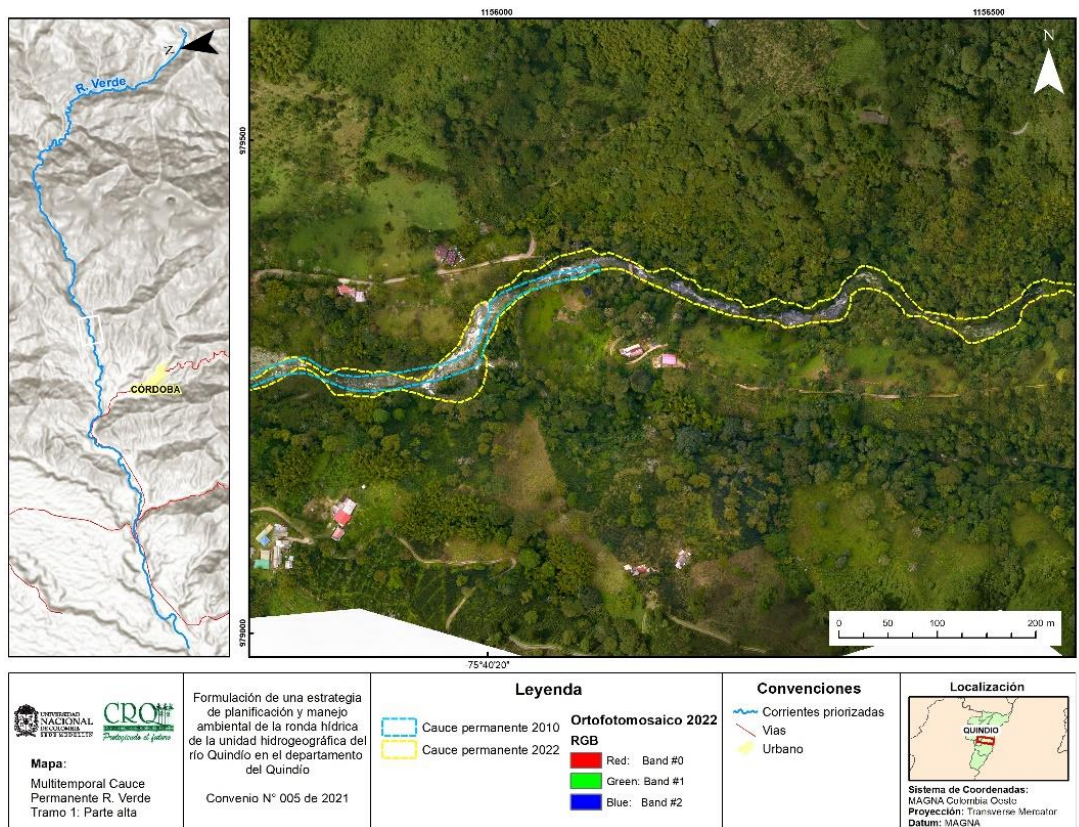 1156000
1156500
N
N
R. Verde
CÓRDOBA
979500
979000
0 50 100 200 m
-75°40'20"
UNIVERSIDAD
NACIONAL
DE COLOMBIA
SEDE MEDELLÍN
CRQ
Protegiendo el futuro
Mapa:
Multitemporal Cauce
Permanente R. Verde
Tramo 1: Parte alta
Formulación de una estrategia
de planificación y manejo
ambiental de la ronda hídrica
de la unidad hidrogeográfica del
río Quindío en el departamento
del Quindío
Convenio N° 005 de 2021
Leyenda
Cauce permanente 2010
Cauce permanente 2022
Ortofotomosaico 2022
RGB
Red: Band #0
Green: Band #1
Blue: Band #2
Convenciones
Corrientes priorizadas
Vias
Urbano
Localización
QUINDIO
Sistema de Coordenadas:
MAGNA Colombia Oeste
Proyección: Transverse Mercator
Datum: MAGNA